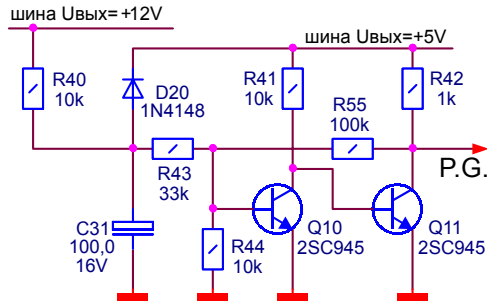 шина Uвых=+12V
шина Uвых=+5V
R40
10k
D20
1N4148
R41
10k
R55
100k
R42
1k
R43
33k
P.G.
C31
100,0
16V
R44
10k
Q10
2SC945
Q11
2SC945